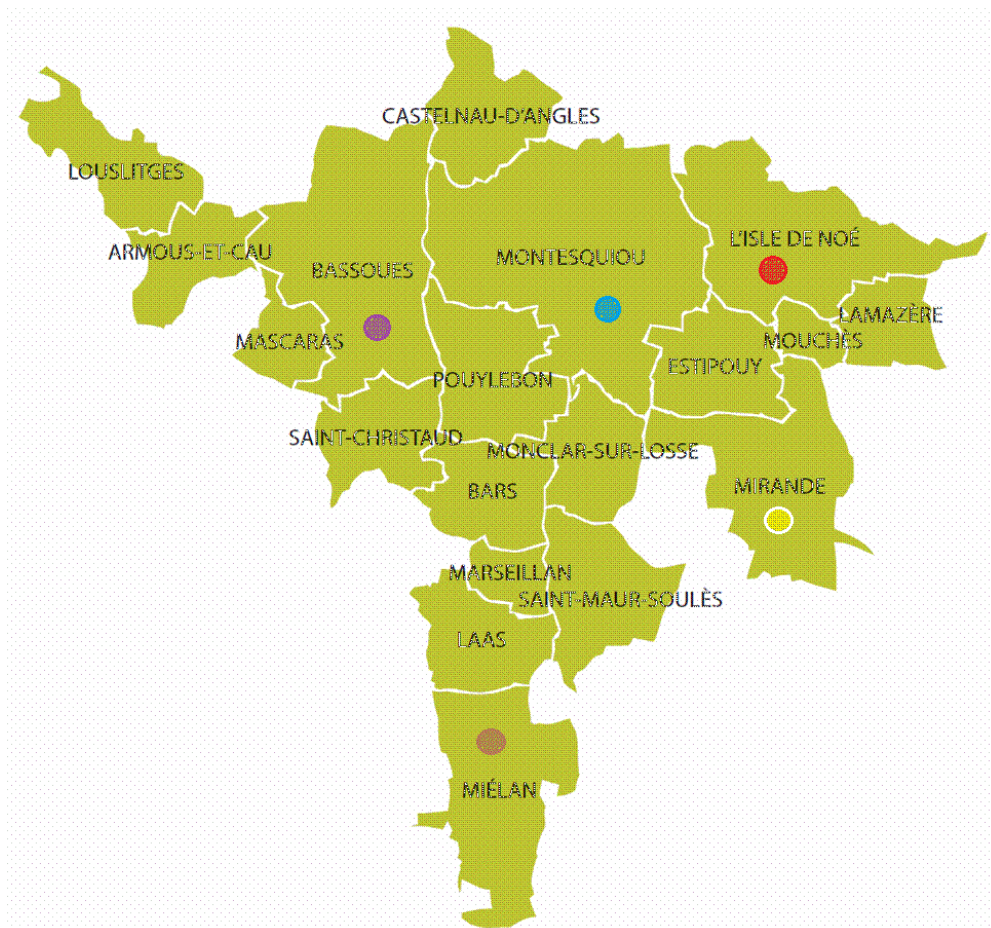 CASTELNAU-D'ANGLES
LOUSLITGES
L'ISLE DE NOÉ
ARMOUS-ET-CAU
MONTESQUIOU
BASSOUES
LAMAZÈRE
MOUCHÈS
MASCARAS
ESTIPOUY
POUYLEBON
SAINT-CHRISTAUD
MONCLAR-SUR-LOSSE
MIRANDE
BARS
MARSEILLAN
SAINT-MAUR-SOULÈS
LAAS
MIÉLAN